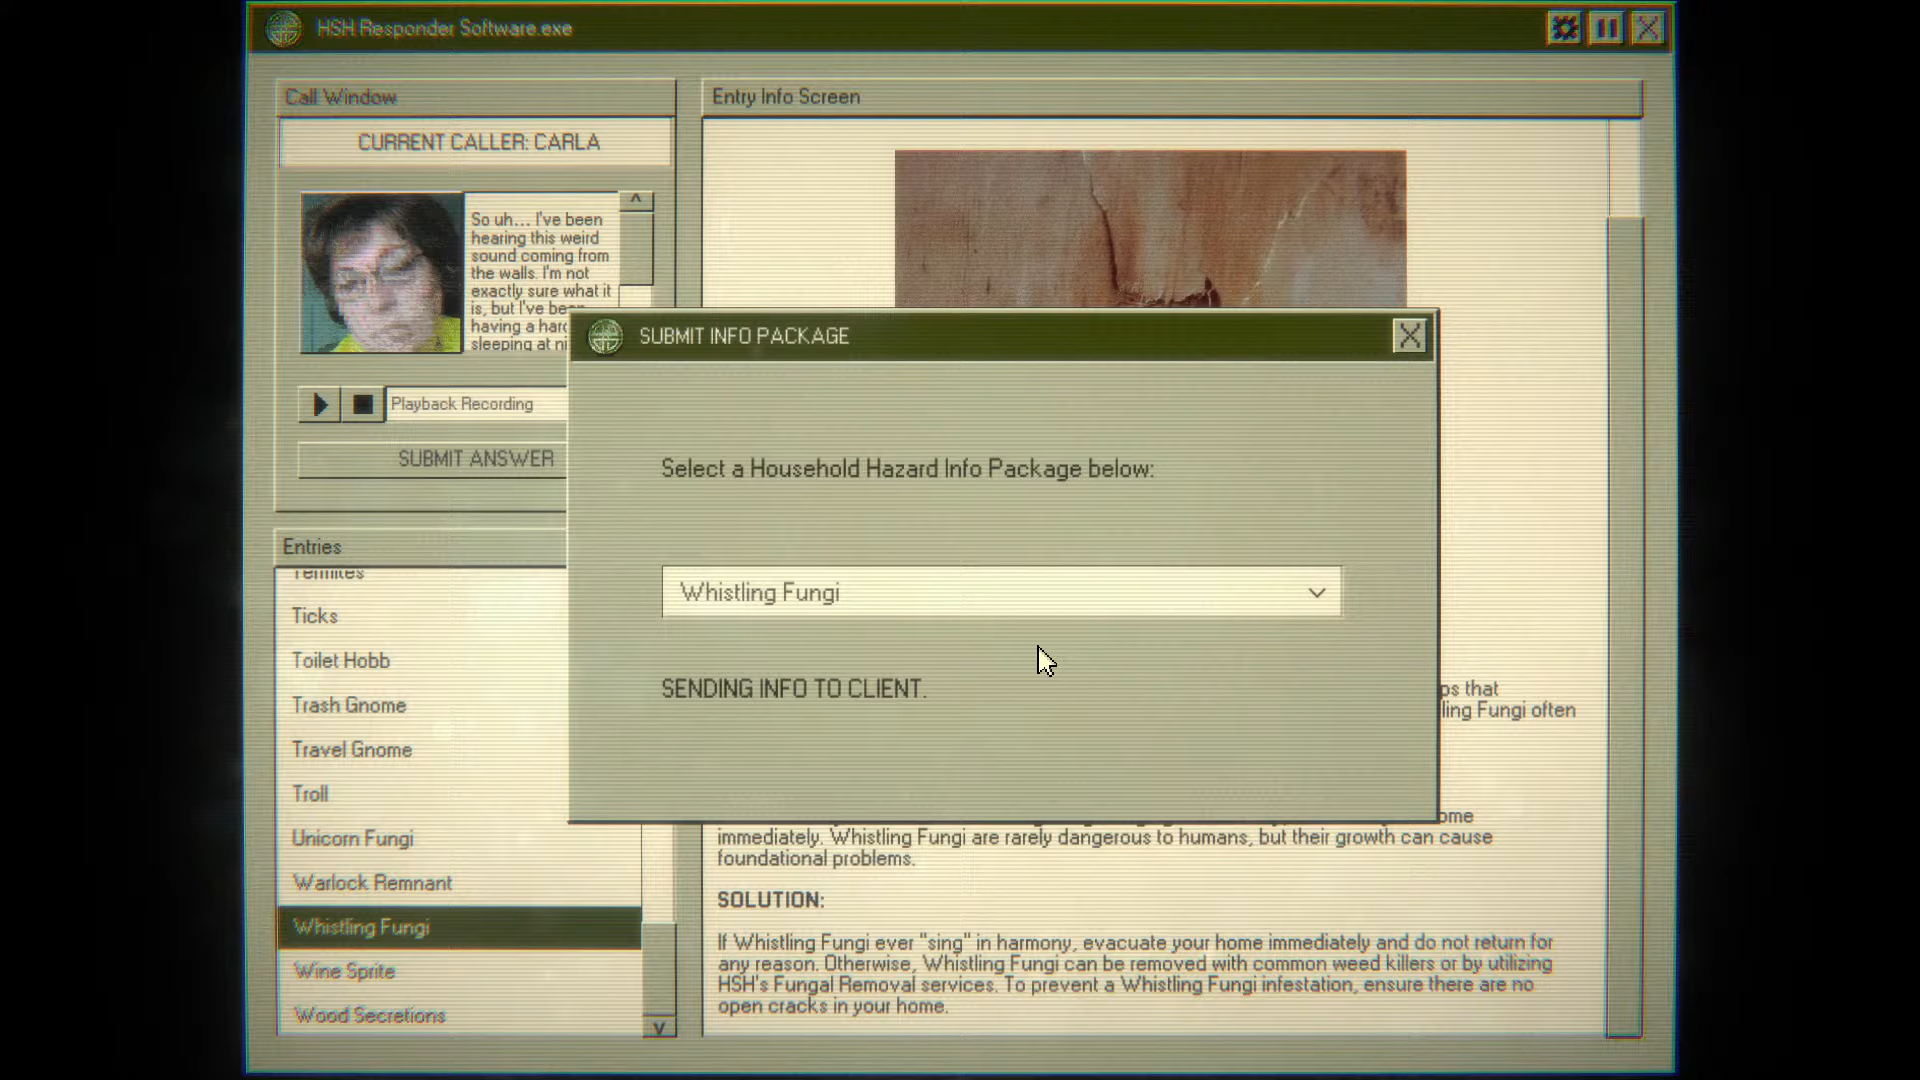 HSH Responder Software.exe
Call Window
CURRENT CALLER: CARLA
So uh... I've been
hearing this weird
sound coming from
the walls. I'm not
exactly sure what it
is, but I've
having a
sleeping at
Playback Recording
SUBMIT ANSWER
Entries
Termites
Ticks
Toilet Hobb
Trash Gnome
Travel Gnome
Troll
Unicorn Fungi
Warlock Remnant
Whistling Fungi
Wine Sprite
Wood Secretions
Entry Info Screen
SUBMIT INFO PACKAGE
Select a Household Hazard Info Package below:
Whistling Fungi
SENDING INFO TO CLIENT.
that
Fungi often
immediately. Whistling Fungi are rarely dangerous to humans, but their growth can cause
foundational problems.
SOLUTION:
If Whistling Fungi ever "sing" in harmony, evacuate your home immediately and do not return for
any reason. Otherwise, Whistling Fungi can be removed with common weed killers or by utilizing
HSH's Fungal Removal services. To prevent a Whistling Fungi infestation, ensure there are no
open cracks in your home.